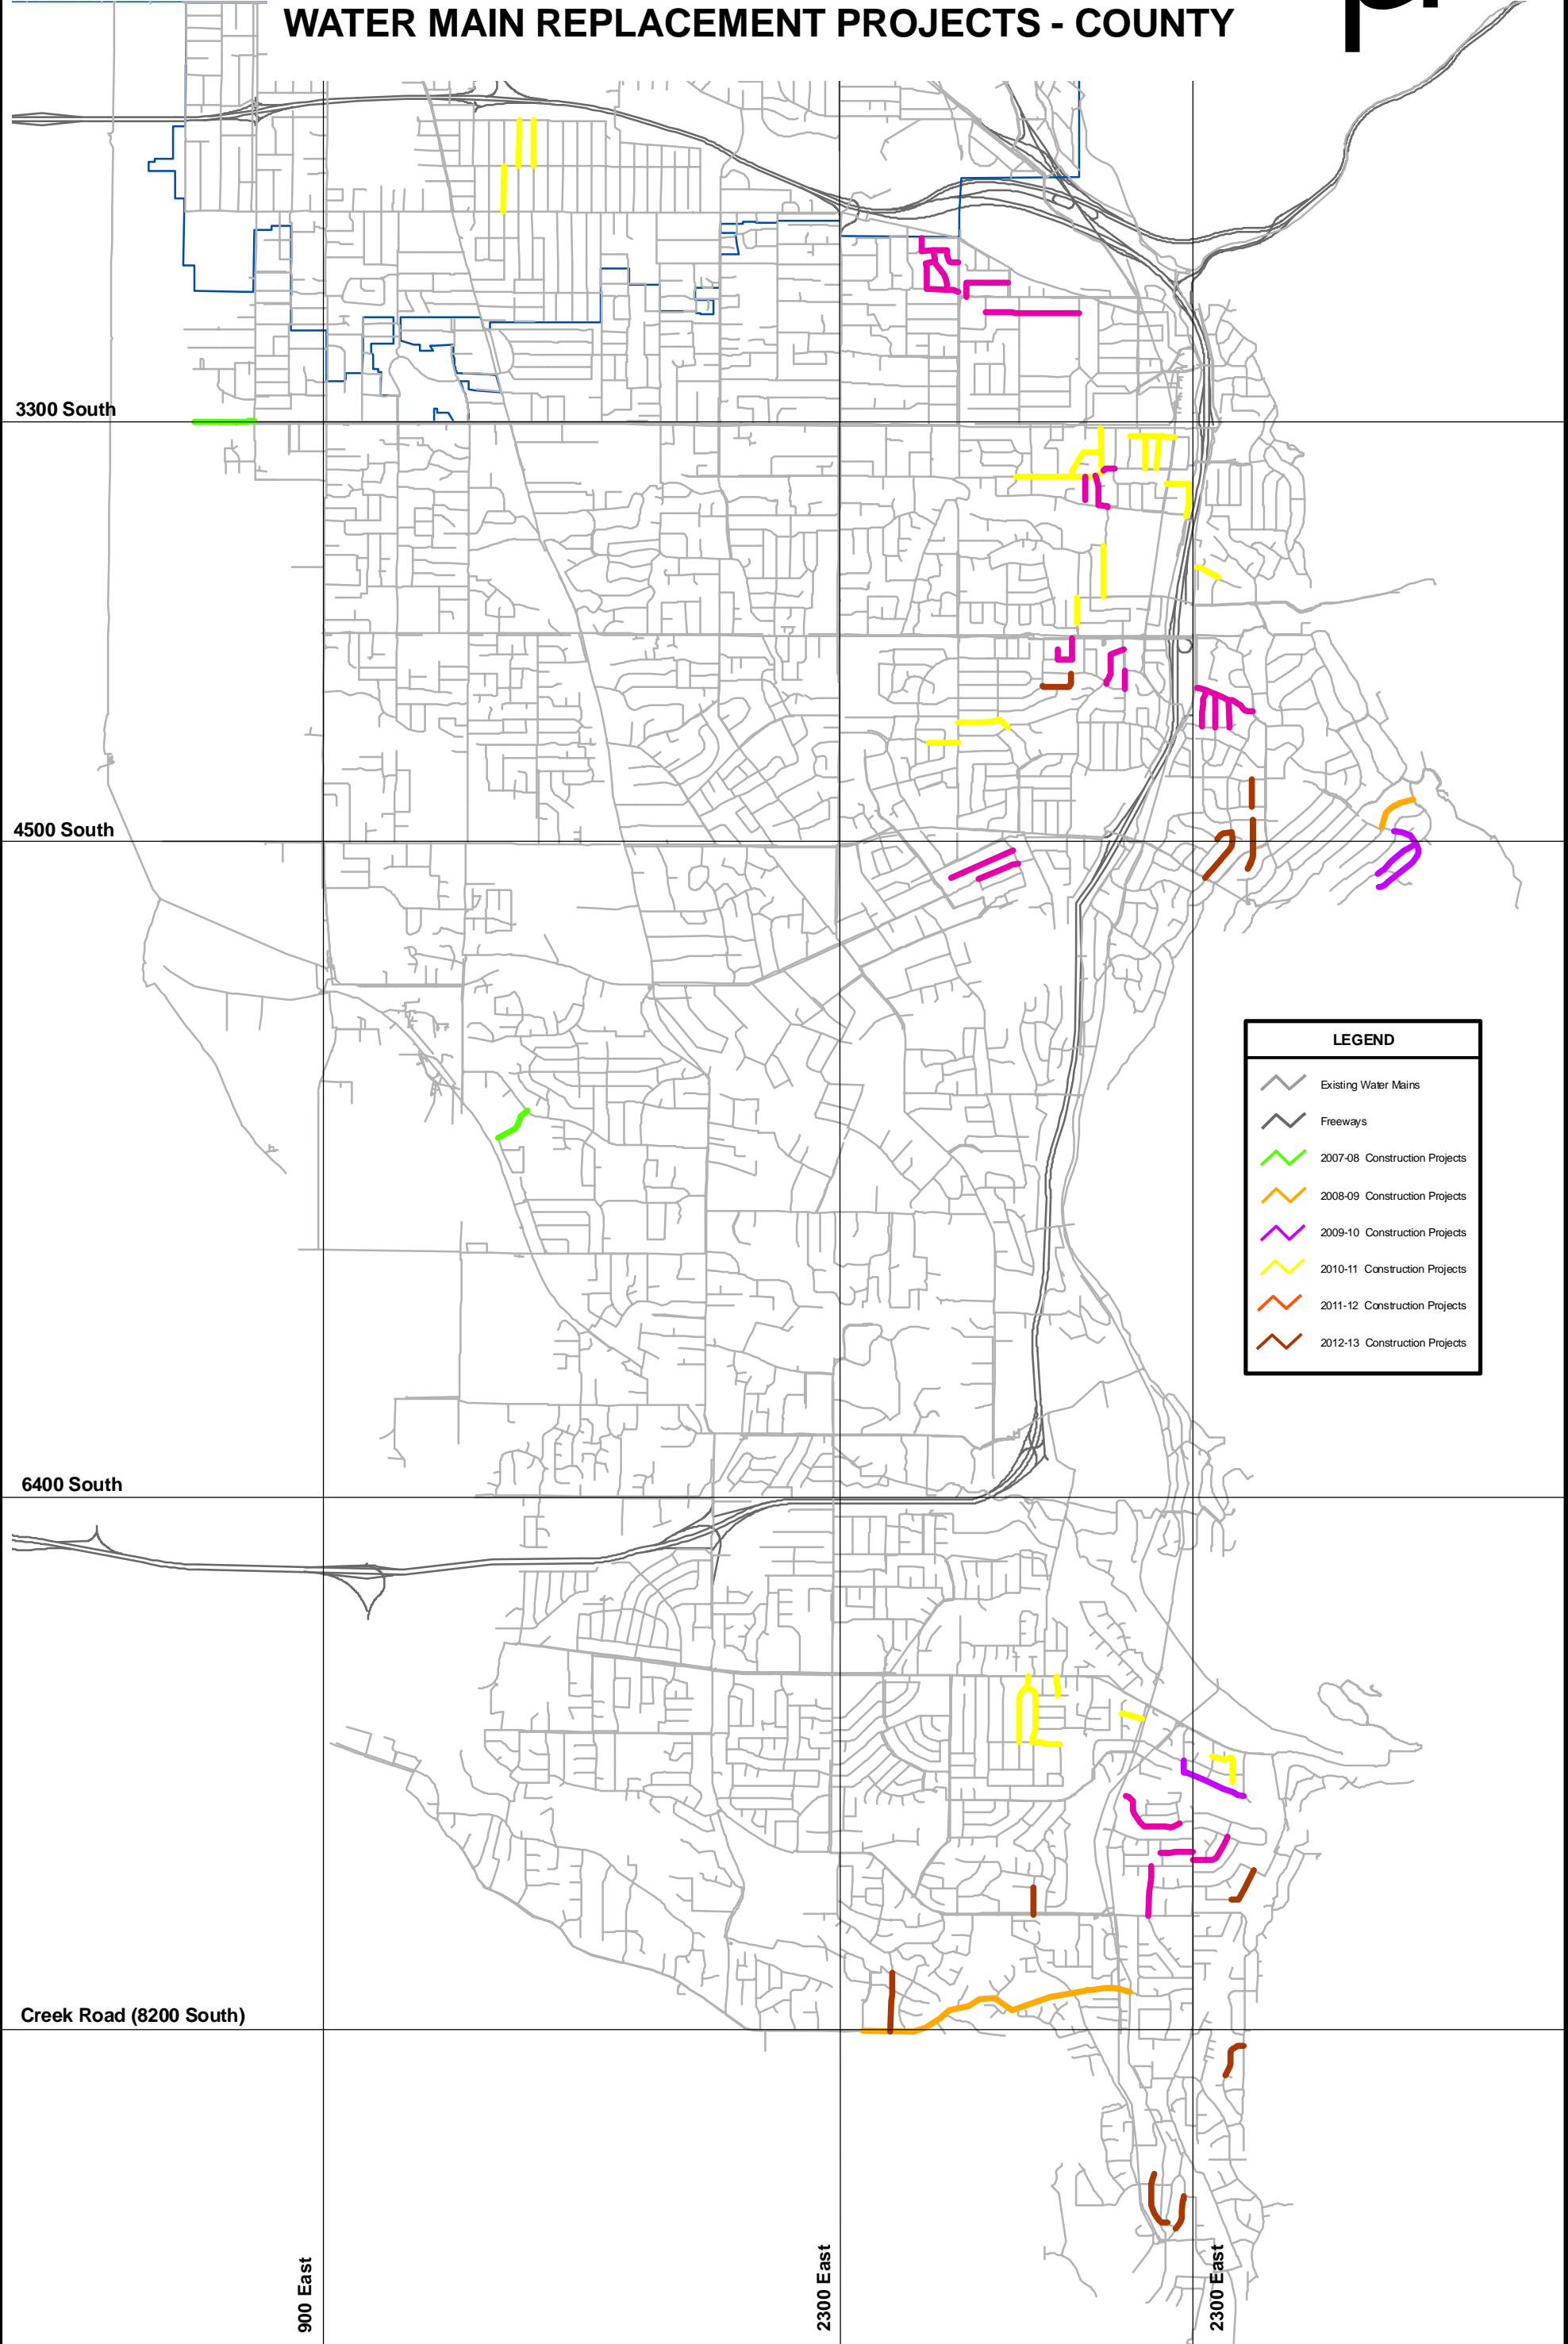 WATER MAIN REPLACEMENT PROJECTS - COUNTY
3300 South
4500 South
LEGEND
Existing Water Mains
Freeways
2007-08 Construction Projects
2008-09 Construction Projects
2009-10 Construction Projects
2010-11 Construction Projects
2011-12 Construction Projects
2012-13 Construction Projects
6400 South
Creek Road (8200 South)
900 East
2300 East
2300 East